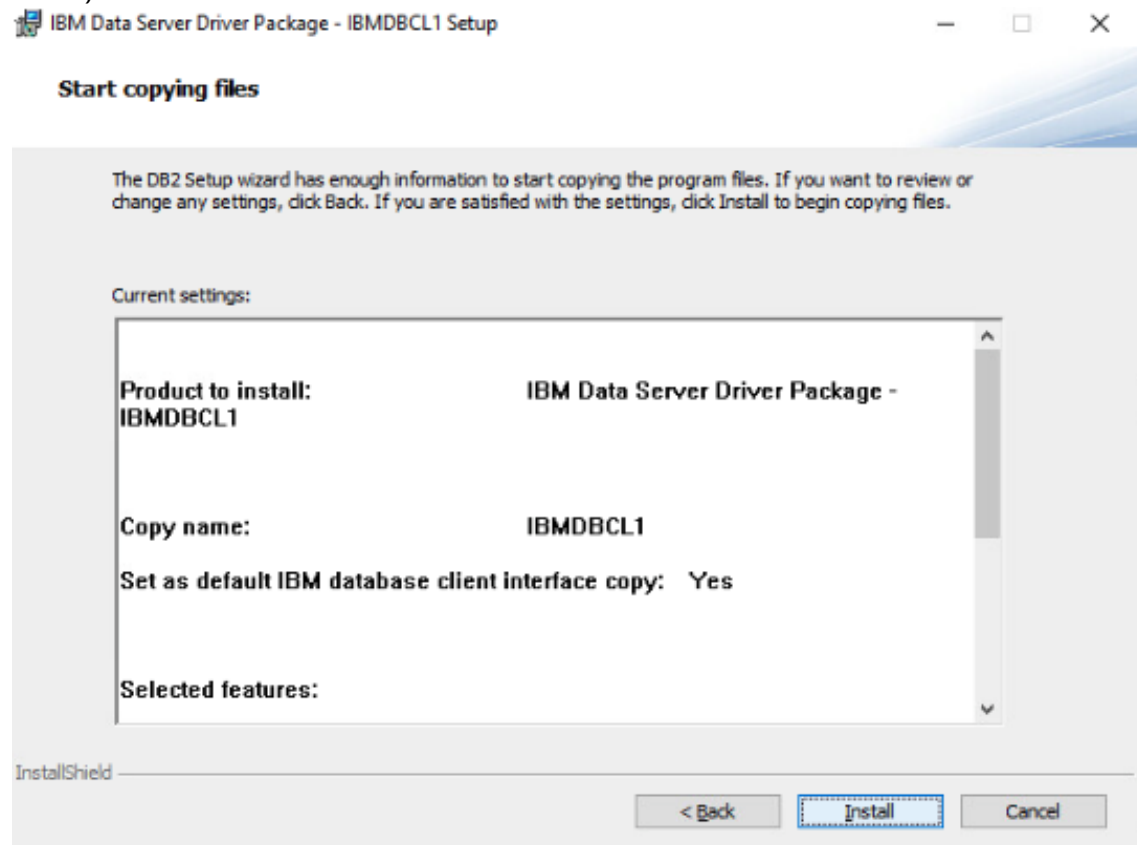 IBM Data Server Driver Package - IBMDBCL1 Setup
Start copying files
The DB2 Setup wizard has enough information to start copying the program files. If you want to review or
change any settings, click Back. If you are satisfied with the settings, click Install to begin copying files.
Current settings:
Product to install: IBM Data Server Driver Package -
IBMDBCL1
Copy name: IBMDBCL1
Set as default IBM database client interface copy: Yes
Selected features:
InstallShield
< Back Install Cancel